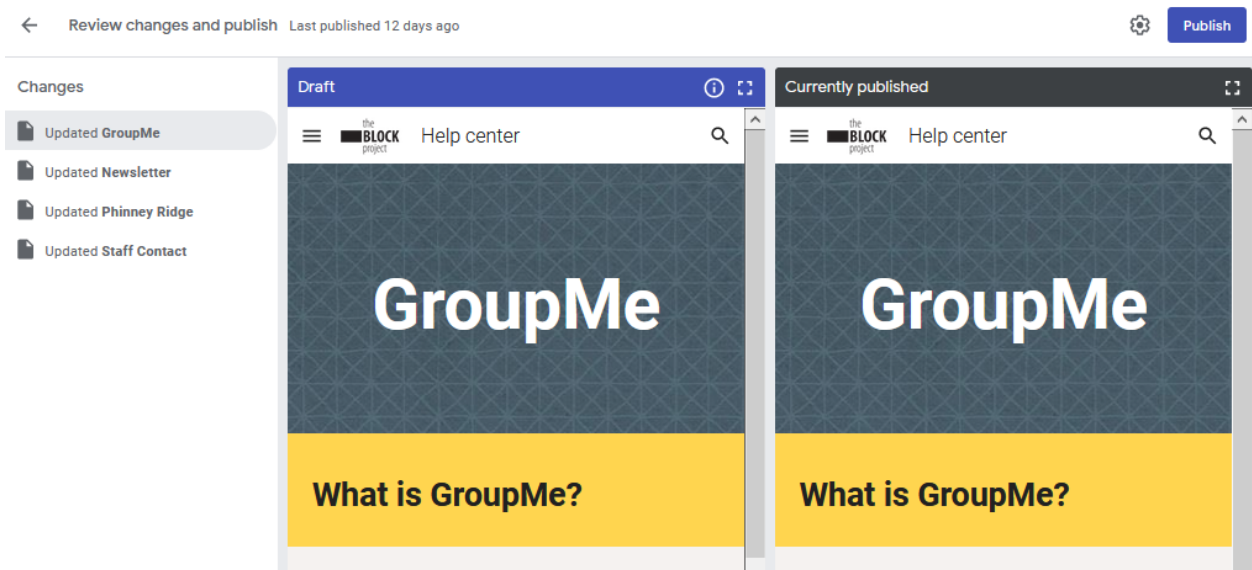 Review changes and publish Last published 12 days ago
Publish
Changes
Updated GroupMe
Updated Newsletter
Updated Phinney Ridge
Updated Staff Contact
Draft
the
BLOCK
project
Help center
GroupMe
What is GroupMe?
Currently published
the
BLOCK
project
Help center
GroupMe
What is GroupMe?